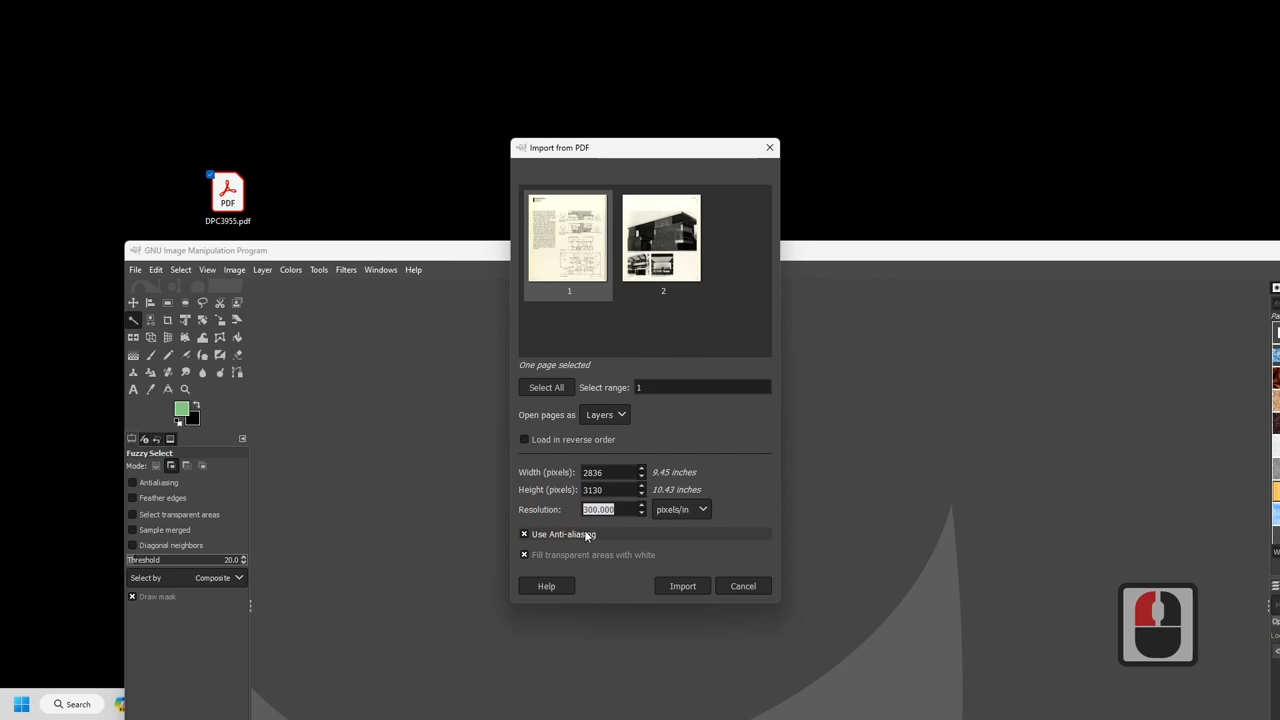 Import from PDF
PDF
DPC3955.pdf
GNU Image Manipulation Program
File Edit Select View Image Layer Colors Tools Filters Windows Help
1
2
One page selected
Select All Select range: 1
Open pages as Layers
Load in reverse order
Width (pixels): 2836 9.45 inches
Height (pixels): 3130 10.43 inches
Resolution: 300.000 pixels/in
Use Anti-aliasing
Fill transparent areas with white
Help Import Cancel
Fuzzy Select
Mode:
Antialiasing
Feather edges
Select transparent areas
Sample merged
Diagonal neighbors
Threshold 20.0
Select by Composite
Draw mask
Search